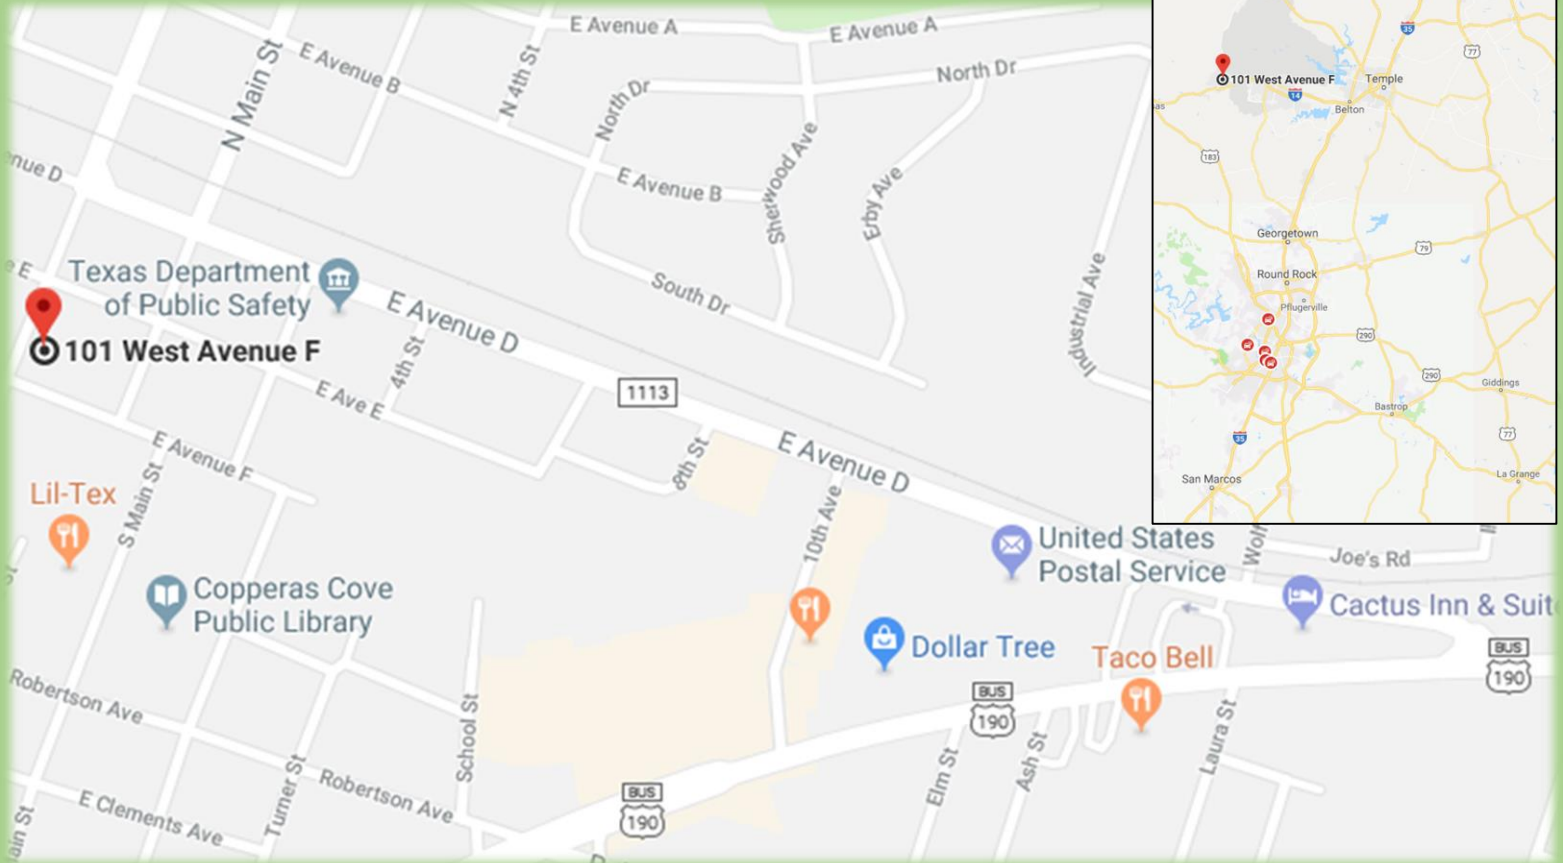 E Avenue A
E Avenue A
E Avenue B
N 4th St
N Main St
North Dr
North Dr
enue D
E Avenue B
Sherwood Ave
Erby Ave
Industrial Ave
South Dr
e E
Texas Department
of Public Safety
E Avenue D
101 West Avenue F
4th St
E Ave E
1113
E Avenue D
E Avenue F
8th St
10th Ave
Lil-Tex
S Main St
Copperas Cove
Public Library
United States
Postal Service
Wolf
Joe's Rd
Cactus Inn & Suit
Dollar Tree
Taco Bell
BUS
190
BUS
190
BUS
190
Robertson Ave
School St
Robertson Ave
Turner St
E Clements Ave
ain St
Elm St
Ash St
Laura St
35
77
101 West Avenue F
Temple
14
Belton
as
183
Georgetown
79
Round Rock
Pflugerville
290
290
Giddings
Bastrop
77
35
San Marcos
La Grange